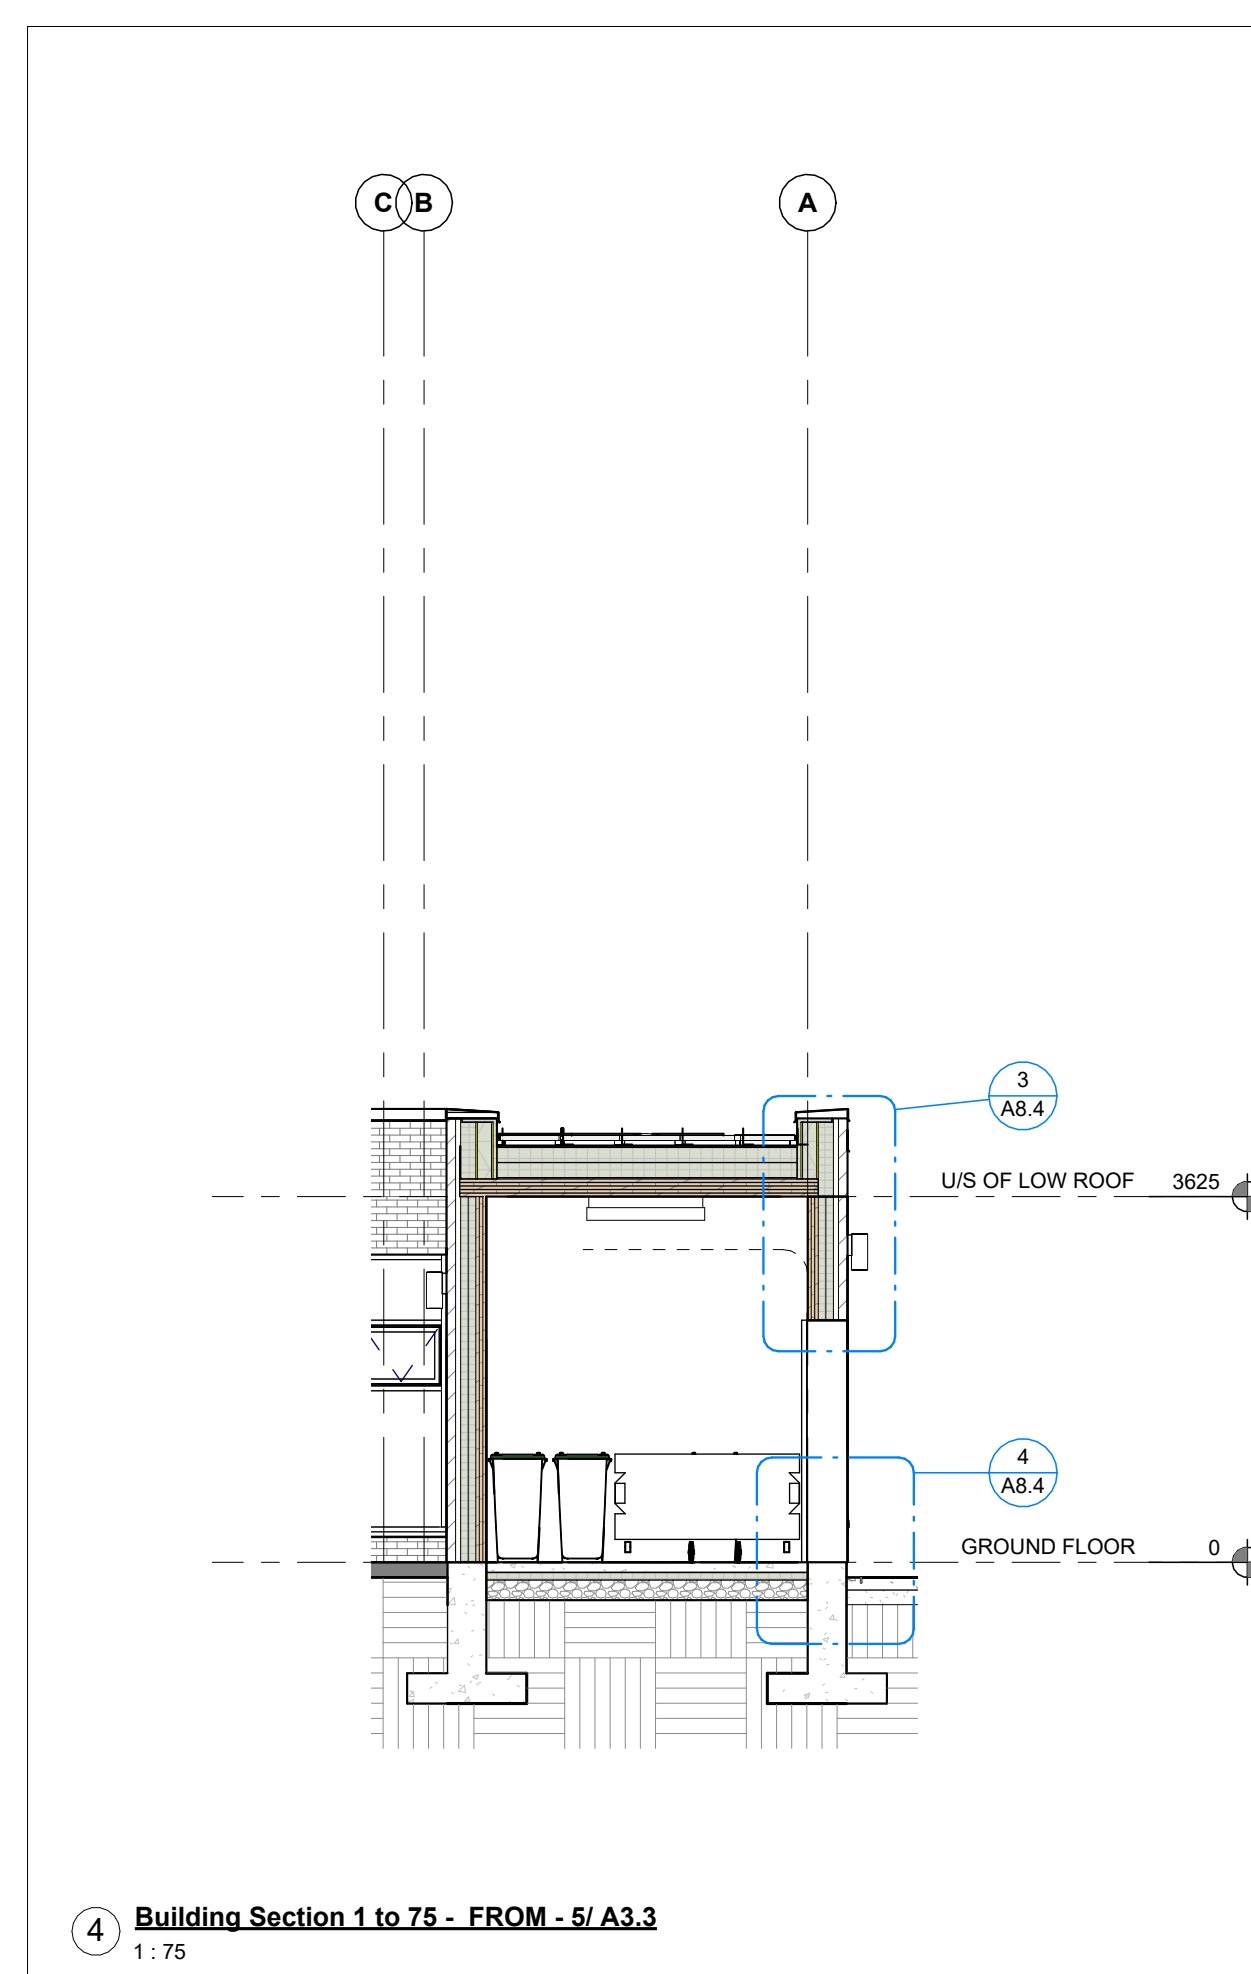 C B A
3
A8.4
U/S OF LOW ROOF 3625
4
A8.4
GROUND FLOOR 0
4 Building Section 1 to 75 - FROM - 5/ A3.3
1 : 75